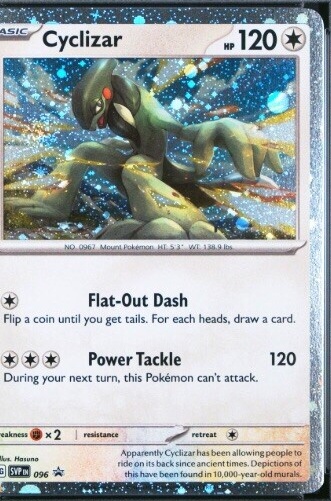 BASIC
Cyclizar
HP 120
NO. 0967 Mount Pokémon HT: 5'3" WT: 138.9 lbs.
Flat-Out Dash
Flip a coin until you get tails. For each heads, draw a card.
Power Tackle 120
During your next turn, this Pokémon can't attack.
weakness ×2 resistance retreat
Illus. Hasuno
G SVP EN 096
Apparently Cyclizar has been allowing people to
ride on its back since ancient times. Depictions of
this have been found in 10,000-year-old murals.